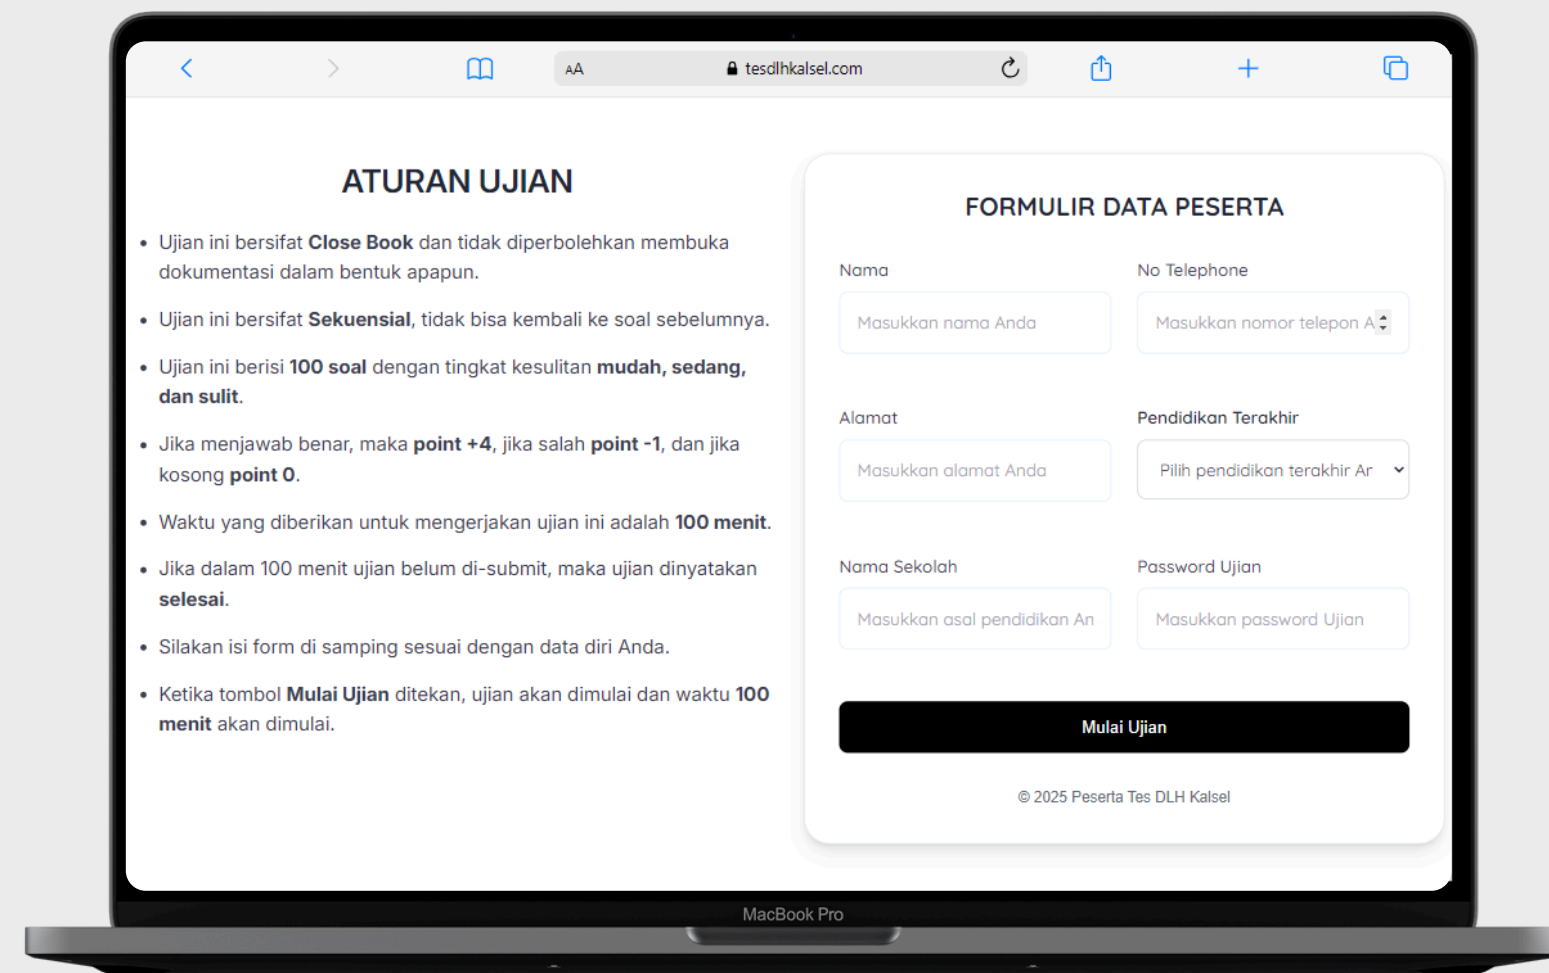 AA
tesdlhkalsel.com
ATURAN UJIAN
• Ujian ini bersifat Close Book dan tidak diperbolehkan membuka
dokumentasi dalam bentuk apapun.
• Ujian ini bersifat Sekuensial, tidak bisa kembali ke soal sebelumnya.
• Ujian ini berisi 100 soal dengan tingkat kesulitan mudah, sedang,
dan sulit.
• Jika menjawab benar, maka point +4, jika salah point -1, dan jika
kosong point 0.
• Waktu yang diberikan untuk mengerjakan ujian ini adalah 100 menit.
• Jika dalam 100 menit ujian belum di-submit, maka ujian dinyatakan
selesai.
• Silakan isi form di samping sesuai dengan data diri Anda.
• Ketika tombol Mulai Ujian ditekan, ujian akan dimulai dan waktu 100
menit akan dimulai.
FORMULIR DATA PESERTA
Nama
Masukkan nama Anda
No Telephone
Masukkan nomor telepon A
Alamat
Masukkan alamat Anda
Pendidikan Terakhir
Pilih pendidikan terakhir Ar
Nama Sekolah
Masukkan asal pendidikan An
Password Ujian
Masukkan password Ujian
Mulai Ujian
© 2025 Peserta Tes DLH Kalsel
MacBook Pro